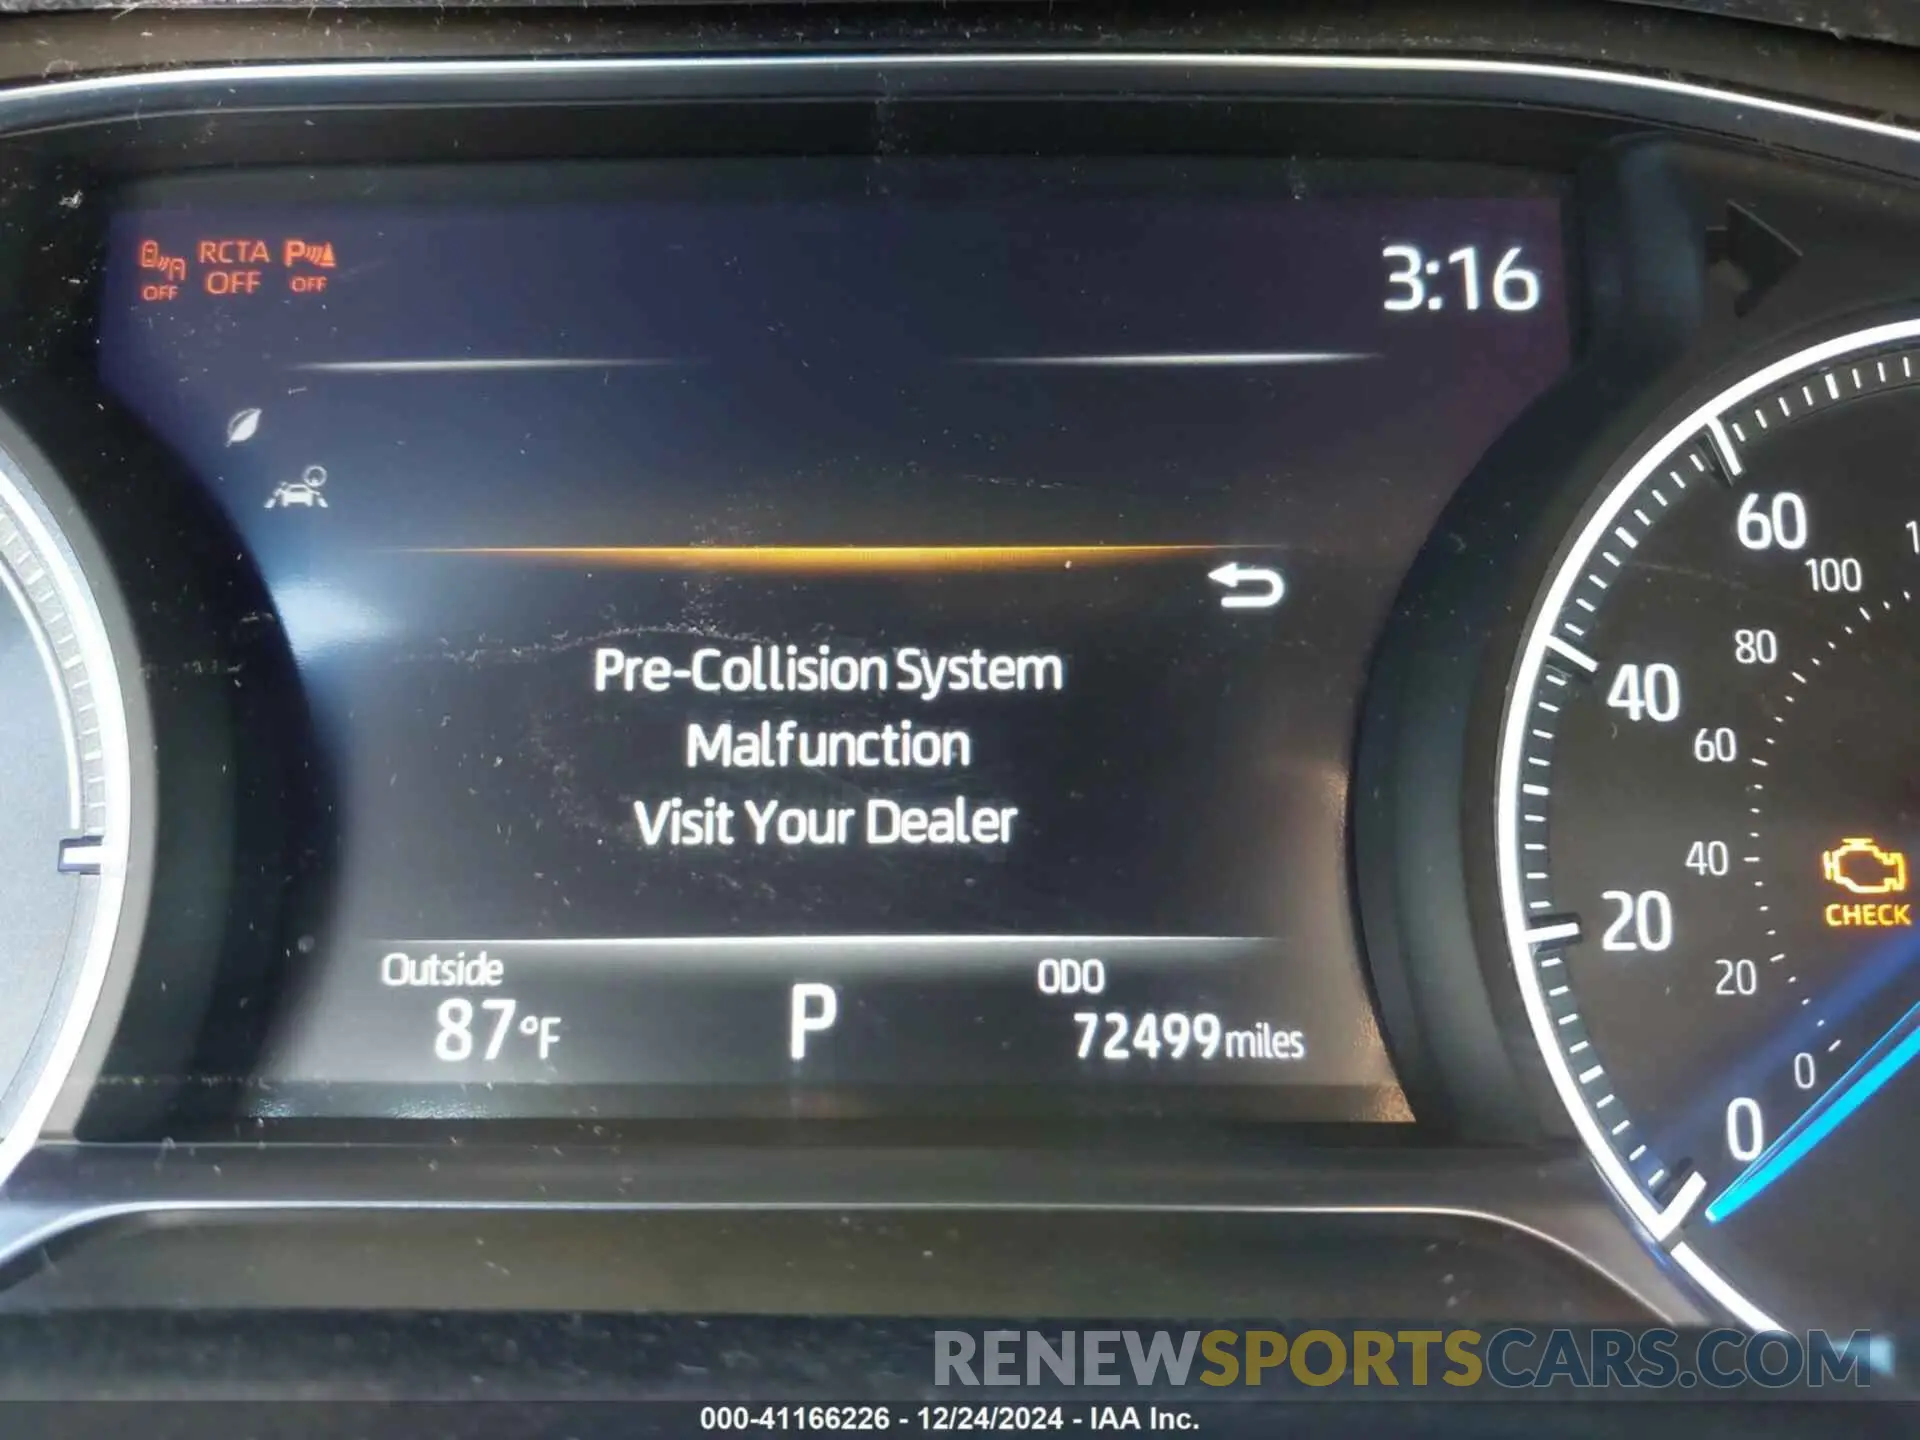 OFF
RCTA
OFF
P
OFF
3:16
Pre-Collision System
Malfunction
Visit Your Dealer
Outside
87°F
P
ODO
72499 miles
60
100
80
40
60
40
20
20
0
0
CHECK
RENEWSPORTSCARS.COM
000-41166226 - 12/24/2024 - IAA Inc.